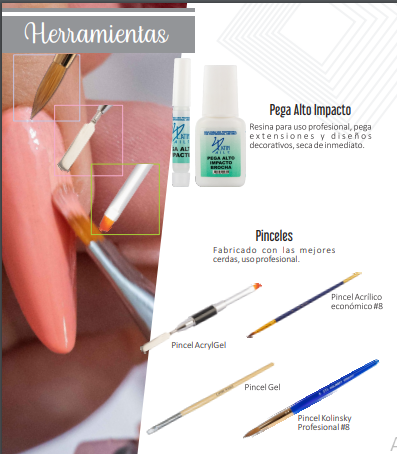 Herramientas
Pega Alto Impacto
Resina para uso profesional, pega
extensiones y diseños
decorativos, seca de inmediato.
PEGA ALTO
IMPACTO
BROCHA
Pinceles
Fabricado con las mejores
cerdas, uso profesional.
Pincel Acrílico
económico #8
Pincel AcrylGel
Pincel Gel
Pincel Kolinsky
Profesional #8